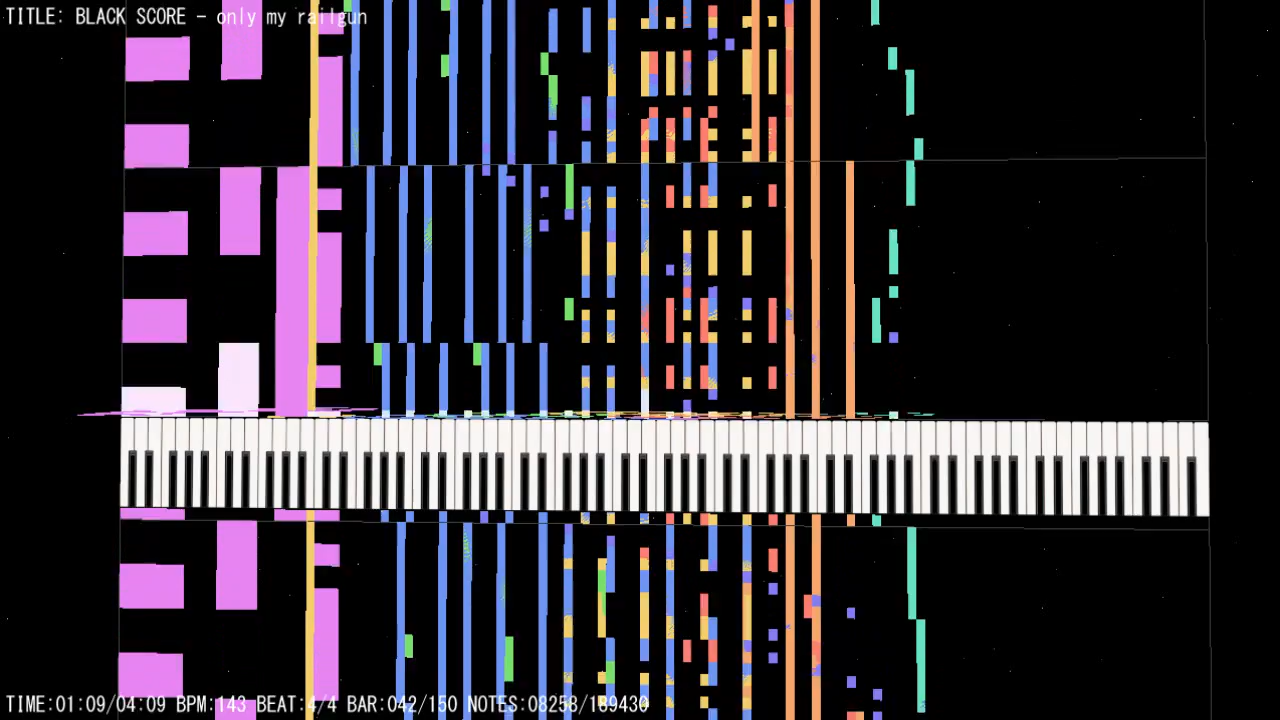 TITLE: BLACK SCORE - only my railgun
TIME:01:09/04:09 BPM:143 BEAT:4/4 BAR:042/150 NOTES:08258/189430